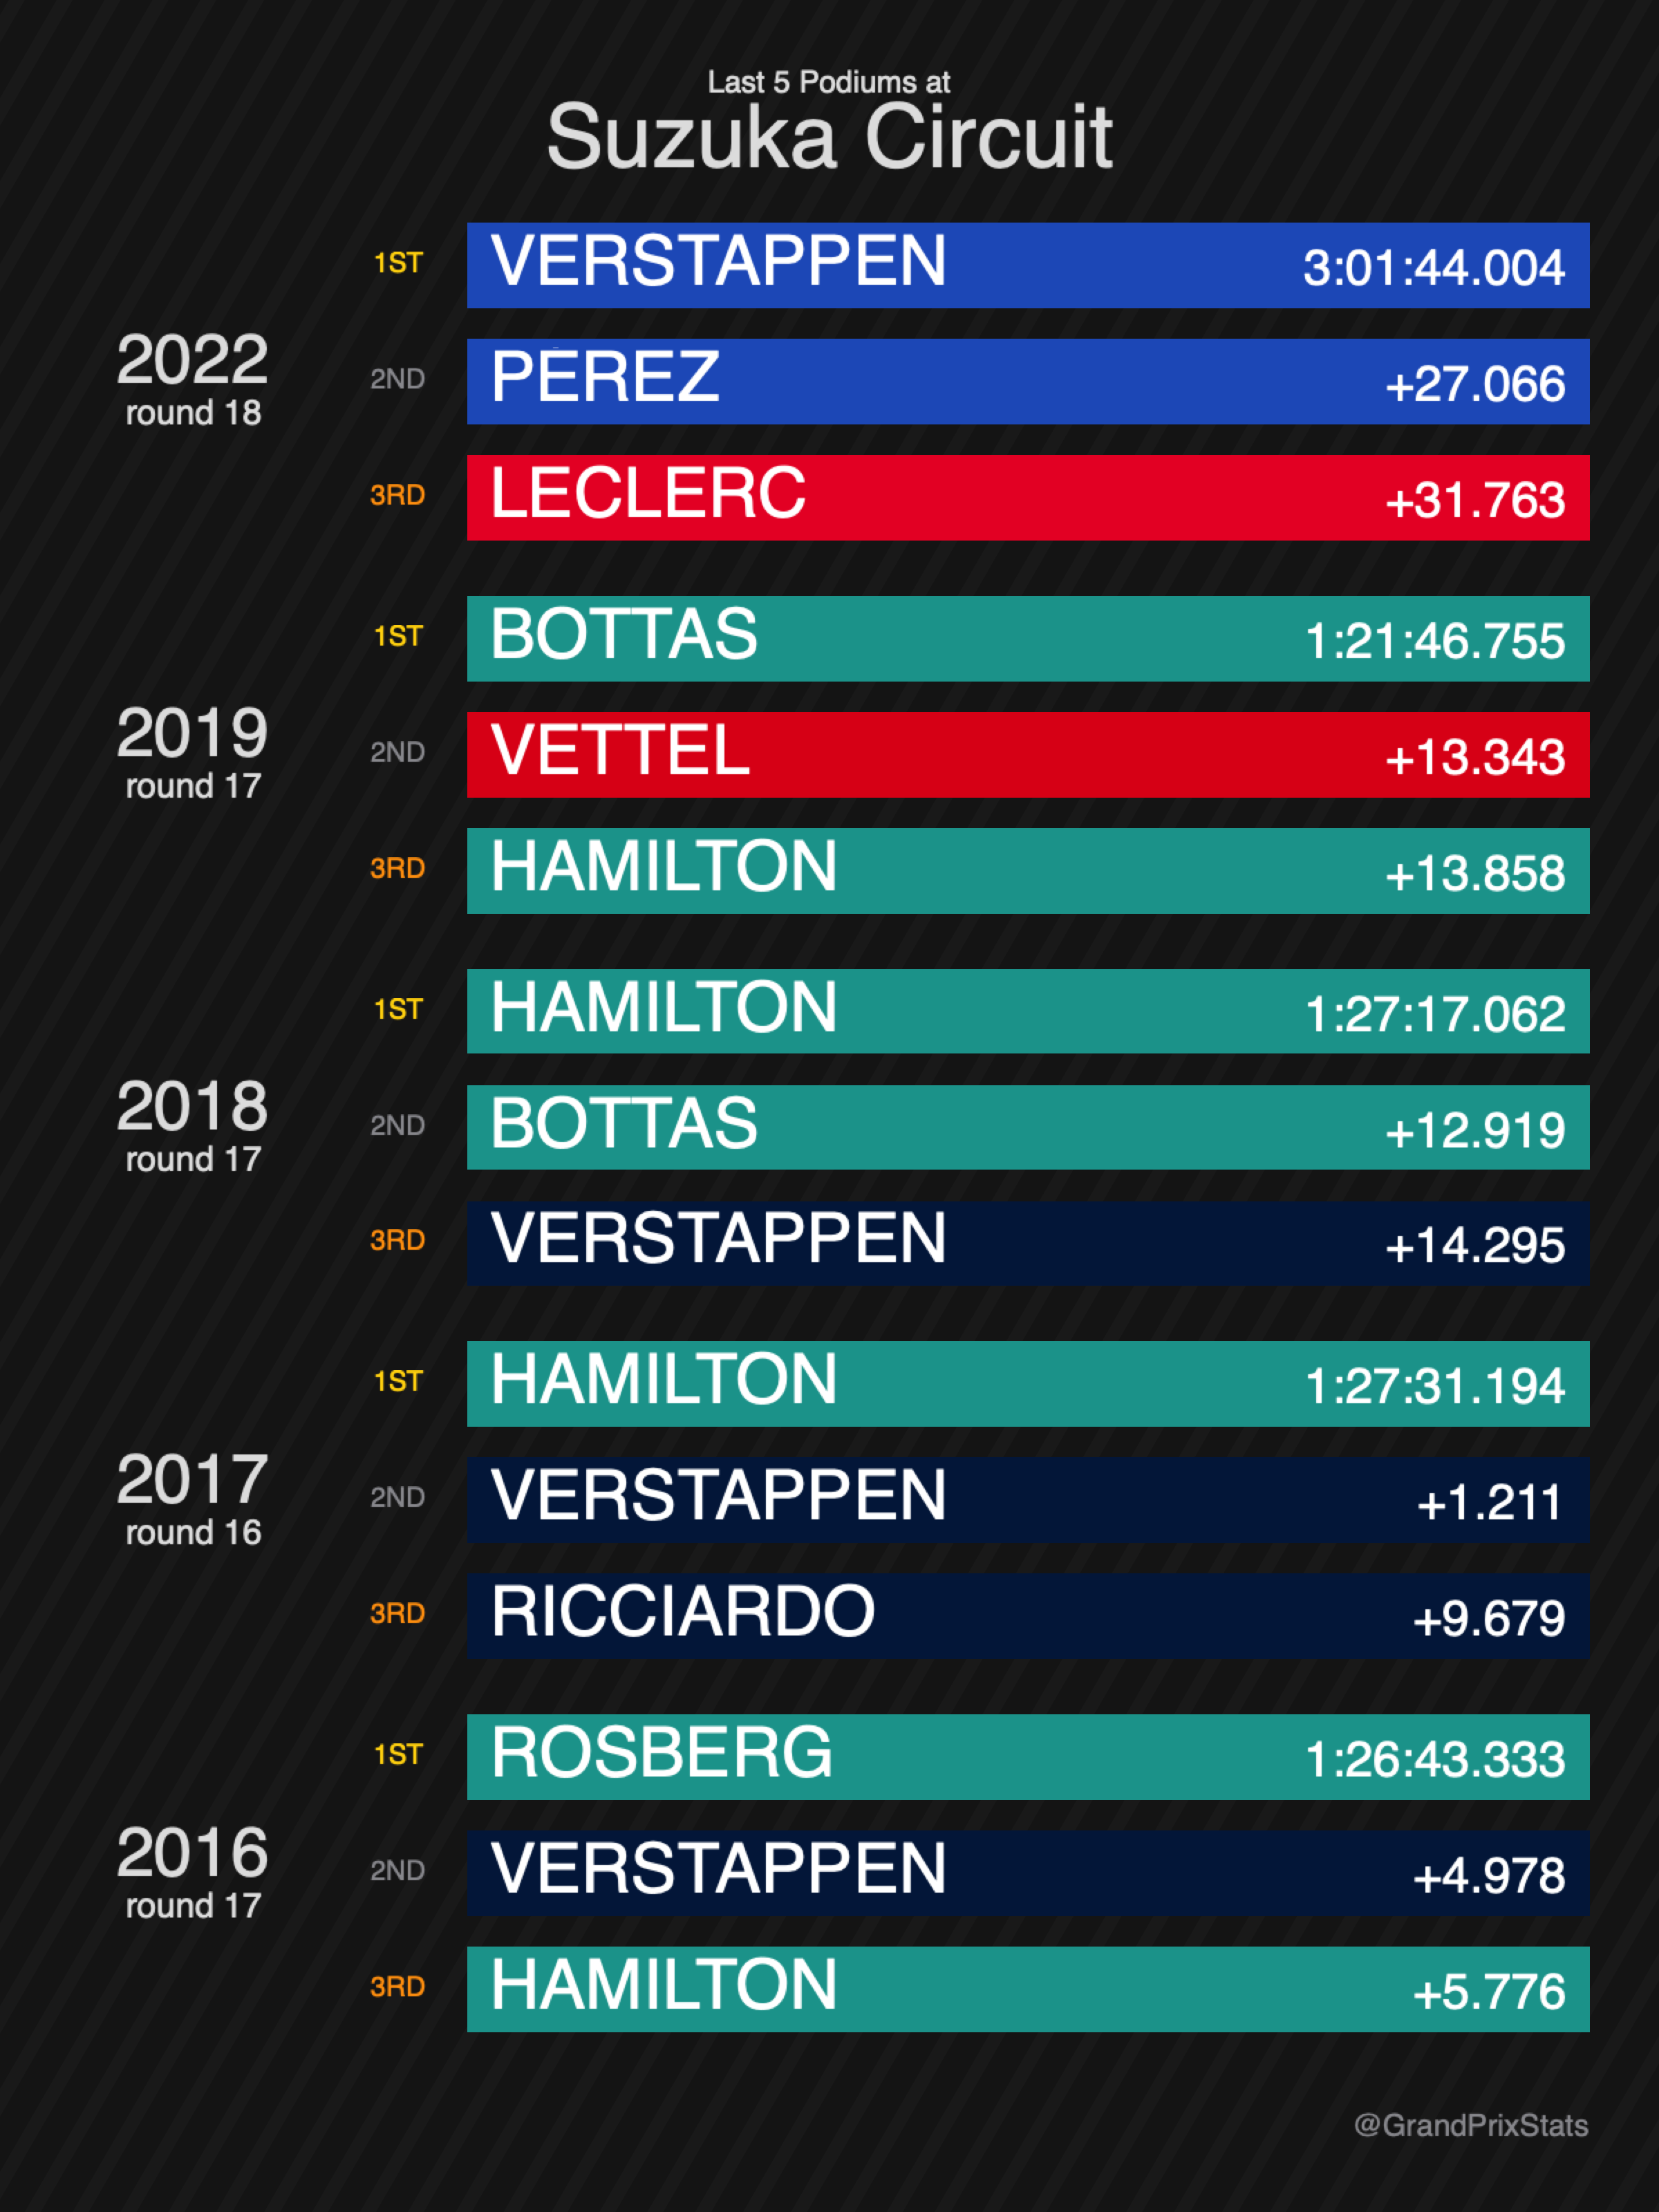 Last 5 Podiums at
Suzuka Circuit
2022
round 18
1ST VERSTAPPEN 3:01:44.004
2ND PÉREZ +27.066
3RD LECLERC +31.763
2019
round 17
1ST BOTTAS 1:21:46.755
2ND VETTEL +13.343
3RD HAMILTON +13.858
2018
round 17
1ST HAMILTON 1:27:17.062
2ND BOTTAS +12.919
3RD VERSTAPPEN +14.295
2017
round 16
1ST HAMILTON 1:27:31.194
2ND VERSTAPPEN +1.211
3RD RICCIARDO +9.679
2016
round 17
1ST ROSBERG 1:26:43.333
2ND VERSTAPPEN +4.978
3RD HAMILTON +5.776
@GrandPrixStats